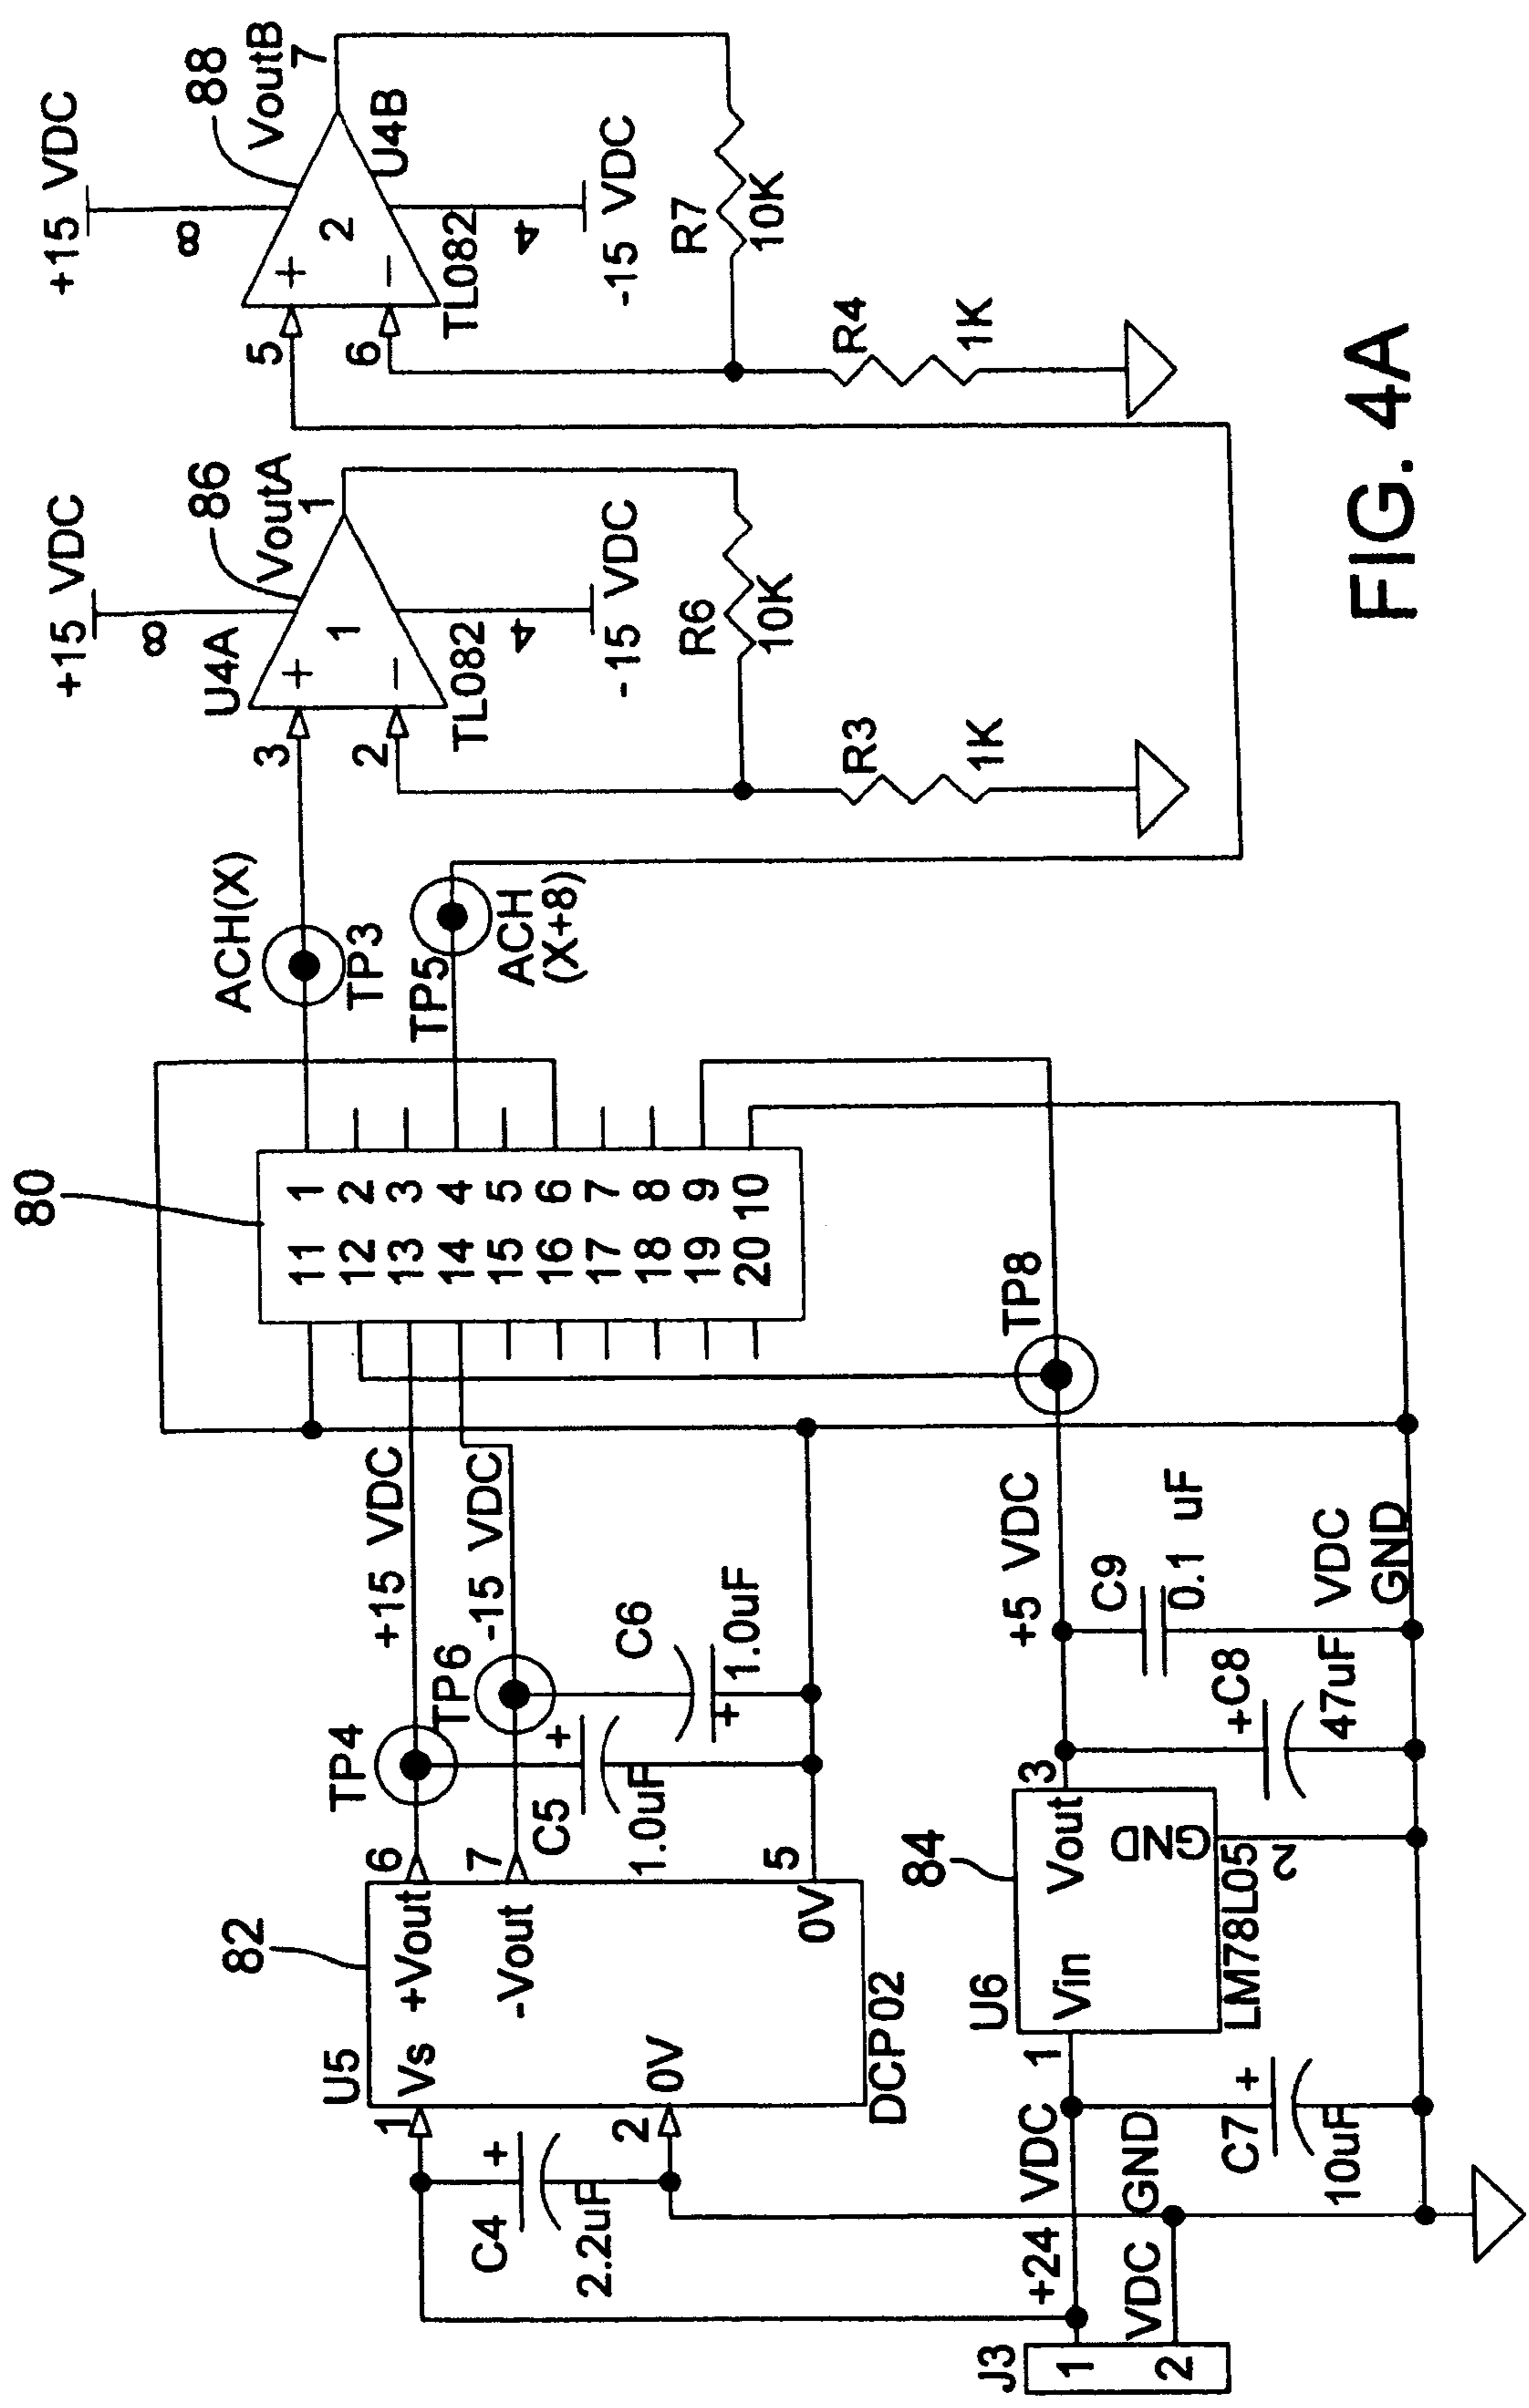 80
82
84
86
88
+15 VDC
8
U4A
VoutA
1
+
1
−
3
2
TL082
4
-15 VDC
R6
10K
R3
1K
+15 VDC
8
VoutB
7
U4B
+
2
−
5
6
TL082
4
-15 VDC
R7
10K
R4
1K
ACH(X)
TP3
TP5
ACH
(X+8)
11 1
12 2
13 3
14 4
15 5
16 6
17 7
18 8
19 9
20 10
TP4
+15 VDC
TP6
-15 VDC
U5
1
Vs +Vout
6
-Vout
7
2
0V
0V
5
DCP02
C4
+
2.2uF
C5
+
1.0uF
C6
+
1.0uF
TP8
+5 VDC
U6
1
Vin Vout
3
GND
2
LM78L05
C7
+
10uF
+C8
47uF
C9
0.1 uF
VDC
GND
J3
1
2
+24 VDC
VDC GND
FIG. 4A